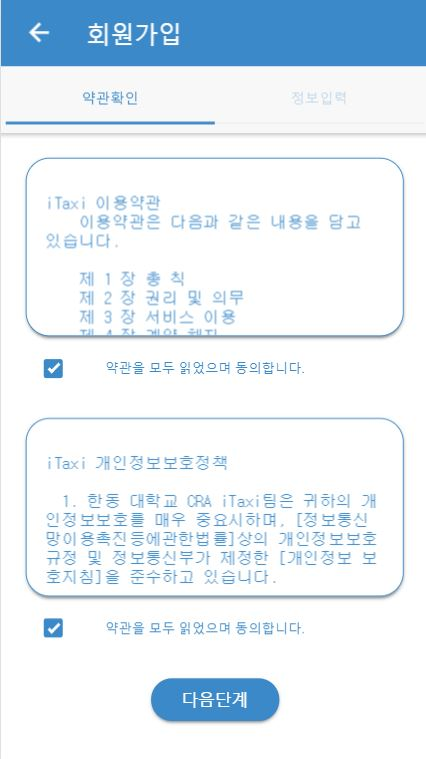 회원가입
약관확인 정보입력
iTaxi 이용약관
이용약관은 다음과 같은 내용을 담고
있습니다.
제 1 장 총 칙
제 2 장 권리 및 의무
제 3 장 서비스 이용
제 4 장 계약 해지
약관을 모두 읽었으며 동의합니다.
iTaxi 개인정보보호정책
1. 한동 대학교 CRA iTaxi팀은 귀하의 개
인정보보호를 매우 중요시하며, [정보통신
망이용촉진등에관한법률]상의 개인정보보호
규정 및 정보통신부가 제정한 [개인정보 보
호지침]을 준수하고 있습니다.
약관을 모두 읽었으며 동의합니다.
다음단계